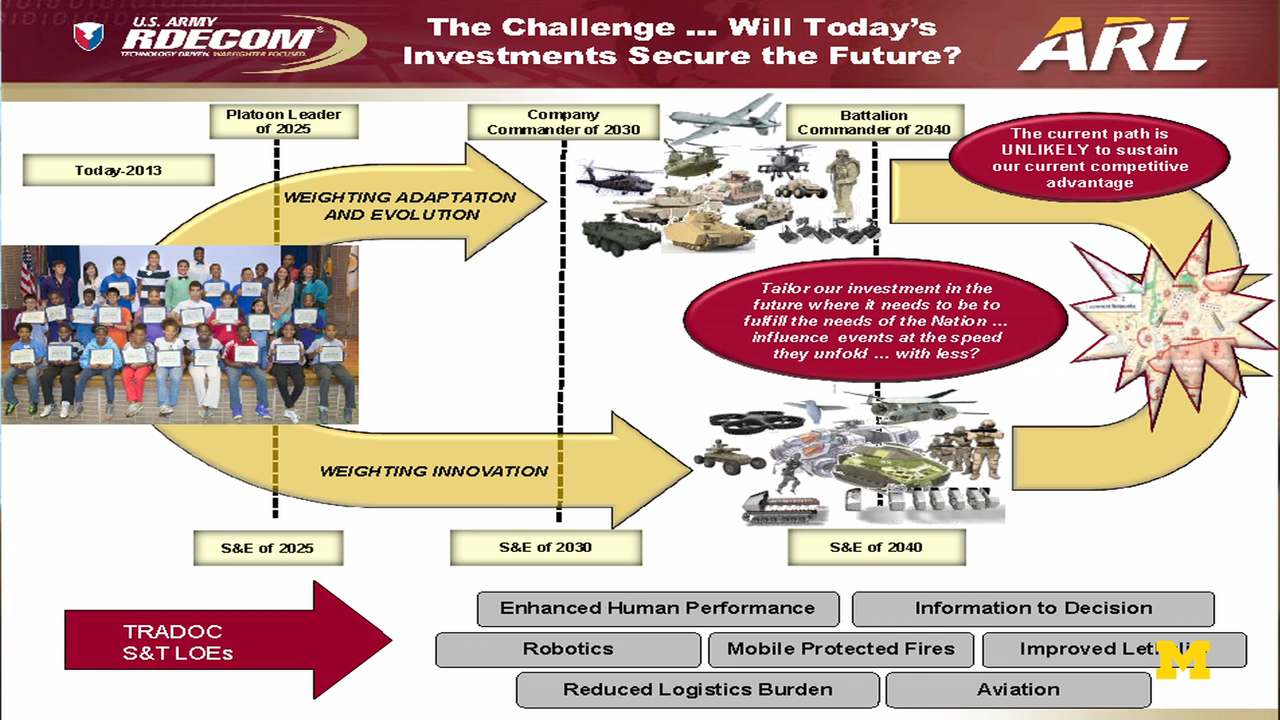 U.S. ARMY
RDECOM®
TECHNOLOGY DRIVEN. WARFIGHTER FOCUSED.
The Challenge ... Will Today's
Investments Secure the Future?
ARL
Platoon Leader
of 2025
Company
Commander of 2030
Battalion
Commander of 2040
Today-2013
The current path is
UNLIKELY to sustain
our current competitive
advantage
WEIGHTING ADAPTATION
AND EVOLUTION
Tailor our investment in the
future where it needs to be to
fulfill the needs of the Nation ...
influence events at the speed
they unfold ... with less?
WEIGHTING INNOVATION
S&E of 2025
S&E of 2030
S&E of 2040
TRADOC
S&T LOEs
Enhanced Human Performance
Information to Decision
Robotics
Mobile Protected Fires
Improved
M
Reduced Logistics Burden
Aviation